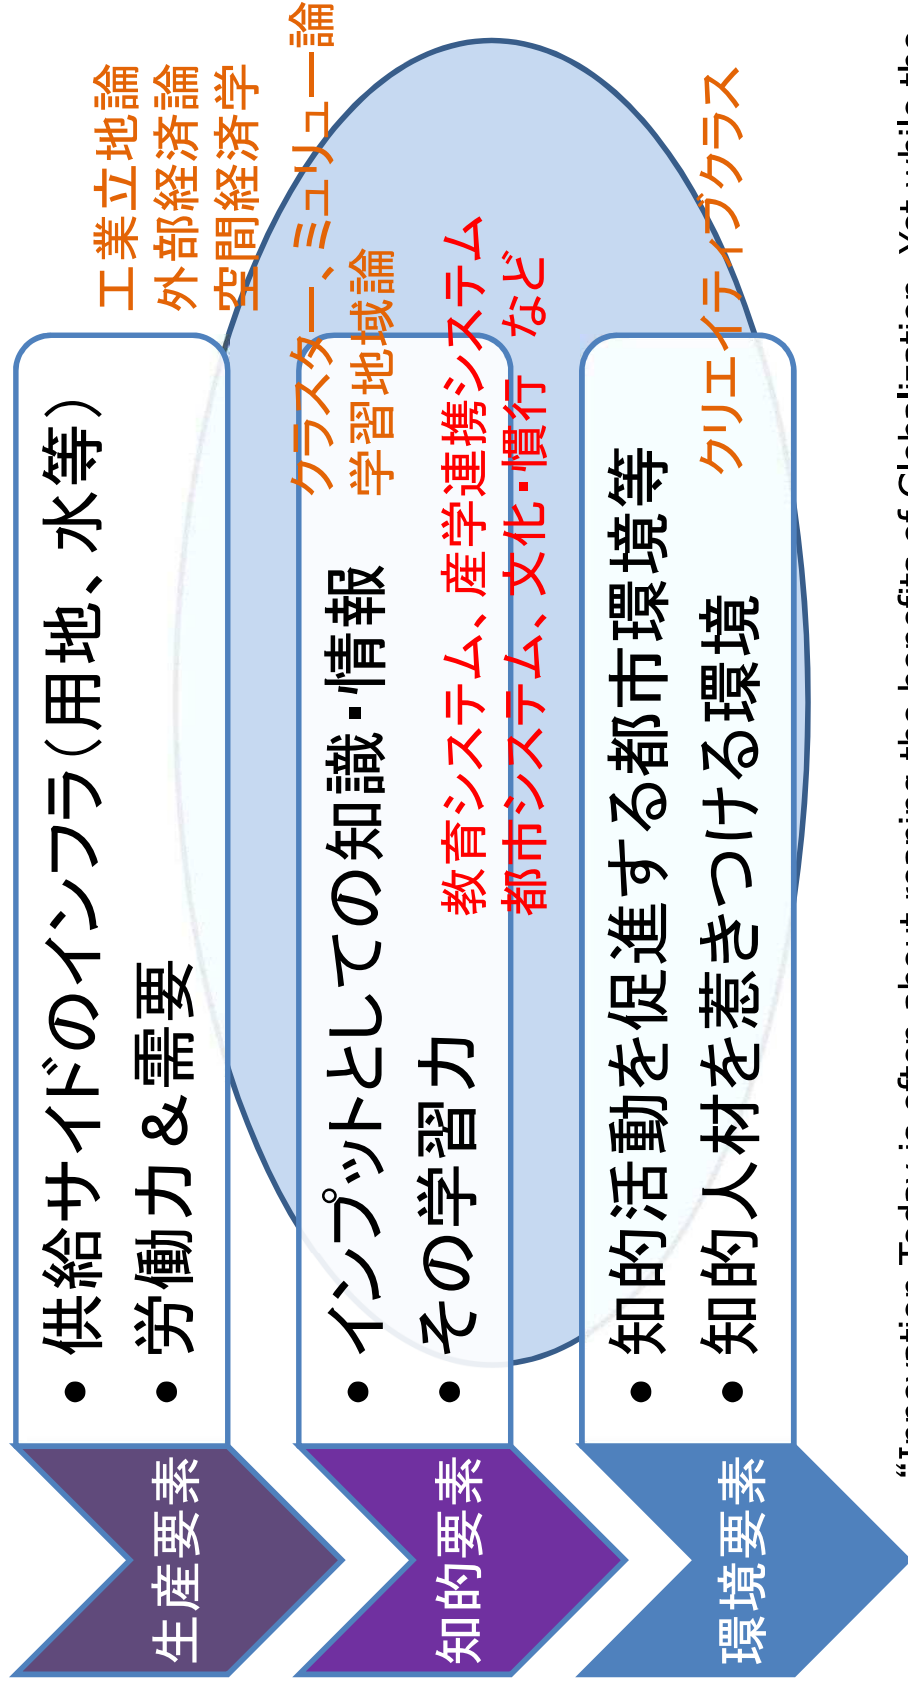 生産要素
・供給サイドのインフラ(用地、水等)
・労働力&需要
工業立地論
外部経済論
空間経済学
知的要素
・インプットとしての知識・情報
・その学習力
クラスター、ミュリュー論
学習地域論
教育システム、産学連携システム
都市システム、文化・慣行 など
環境要素
・知的活動を促進する都市環境等
・知的人材を惹きつける環境
クリエイティブクラス